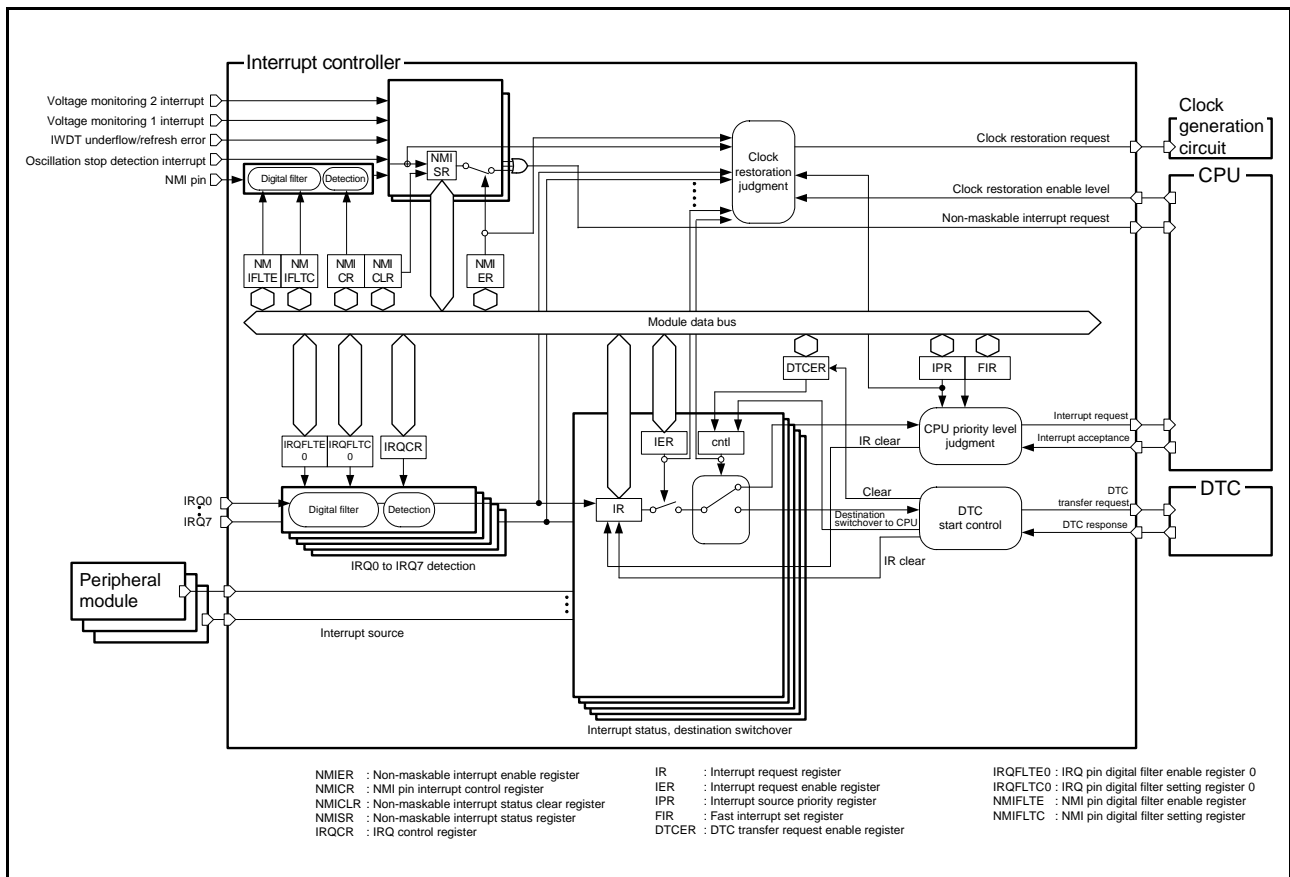 Interrupt controller
Voltage monitoring 2 interrupt
Voltage monitoring 1 interrupt
IWDT underflow/refresh error
Oscillation stop detection interrupt
NMI pin
Digital filter
Detection
NMI
SR
Clock
restoration
judgment
Clock restoration request
Clock
generation
circuit
CPU
Clock restoration enable level
Non-maskable interrupt request
NM
IFLTE
NM
IFLTC
NMI
CR
NMI
CLR
NMI
ER
Module data bus
DTCER
IPR
FIR
IRQFLTE
0
IRQFLTC
0
IRQCR
IER
cntl
IR clear
CPU priority level
judgment
Interrupt request
Interrupt acceptance
IRQ0
IRQ7
Digital filter
Detection
IR
Clear
Destination
switchover to CPU
DTC
start control
DTC
transfer request
DTC response
DTC
IR clear
IRQ0 to IRQ7 detection
Peripheral
module
Interrupt source
Interrupt status, destination switchover
NMIER : Non-maskable interrupt enable register
NMICR : NMI pin interrupt control register
NMICLR : Non-maskable interrupt status clear register
NMISR : Non-maskable interrupt status register
IRQCR : IRQ control register
IR : Interrupt request register
IER : Interrupt request enable register
IPR : Interrupt source priority register
FIR : Fast interrupt set register
DTCER : DTC transfer request enable register
IRQFLTE0 : IRQ pin digital filter enable register 0
IRQFLTC0 : IRQ pin digital filter setting register 0
NMIFLTE : NMI pin digital filter enable register
NMIFLTC : NMI pin digital filter setting register